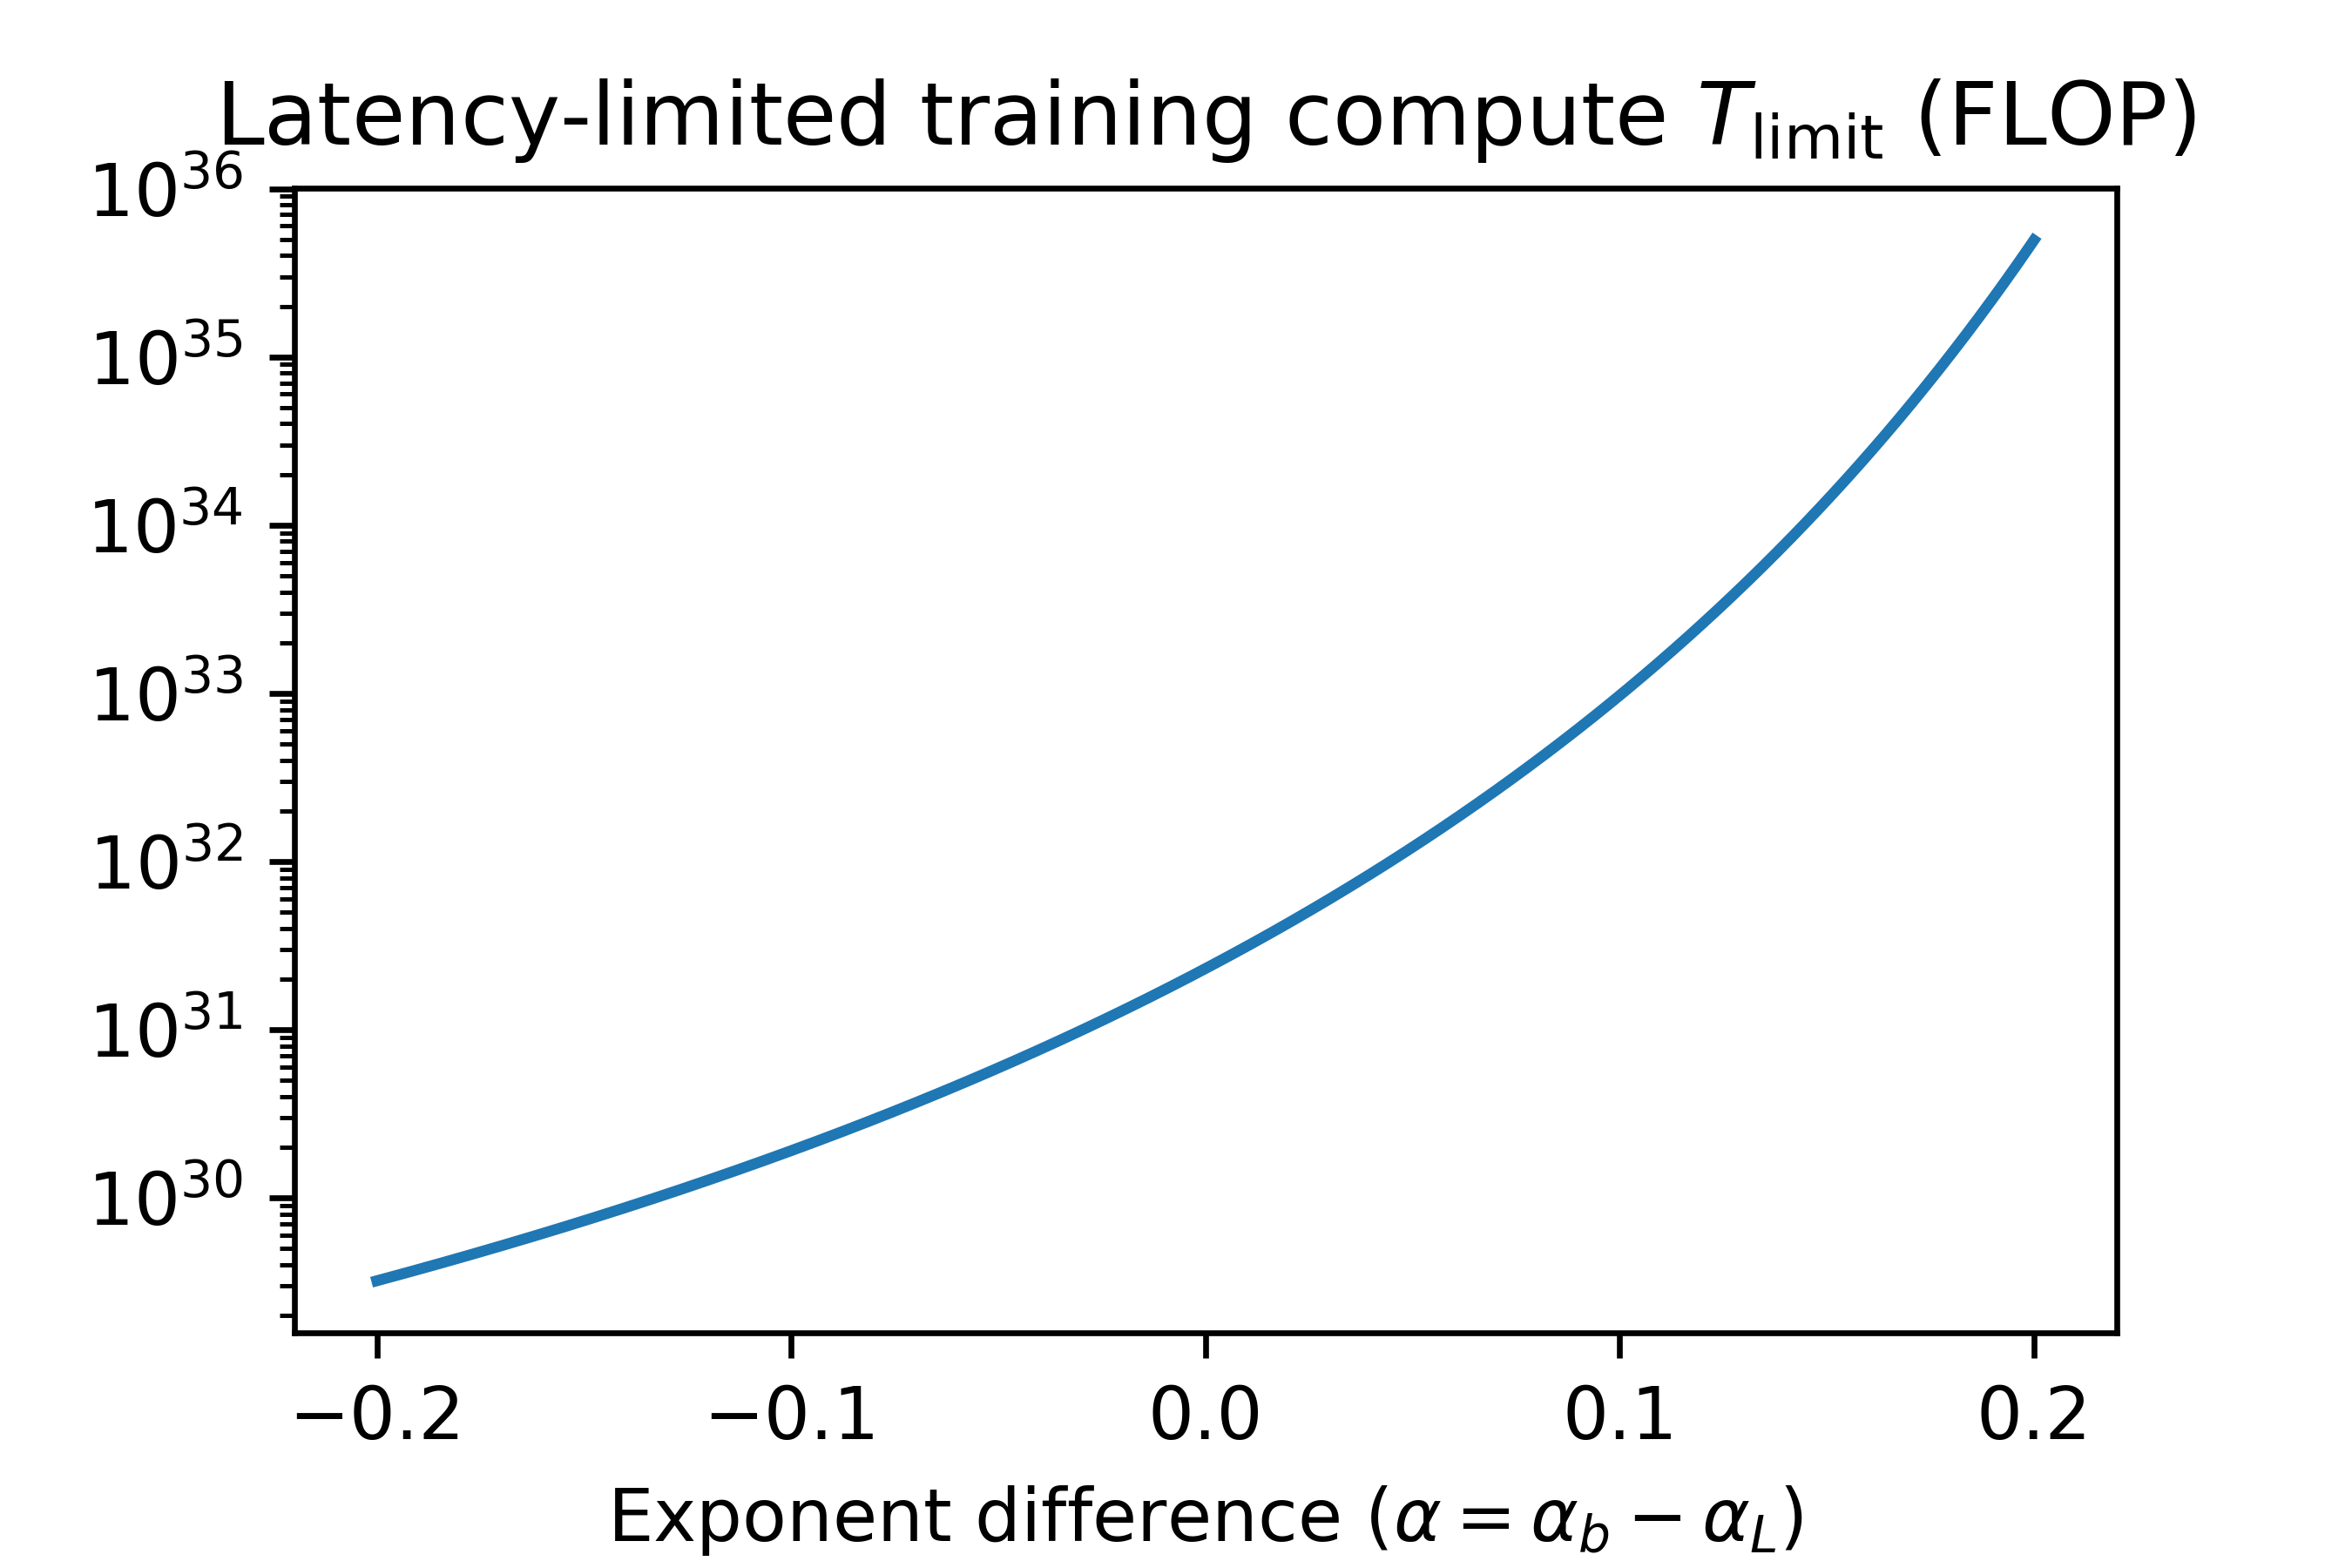 Latency-limited training compute T_limit (FLOP)
10^36
10^35
10^34
10^33
10^32
10^31
10^30
−0.2 −0.1 0.0 0.1 0.2
Exponent difference (α = α_b − α_L)